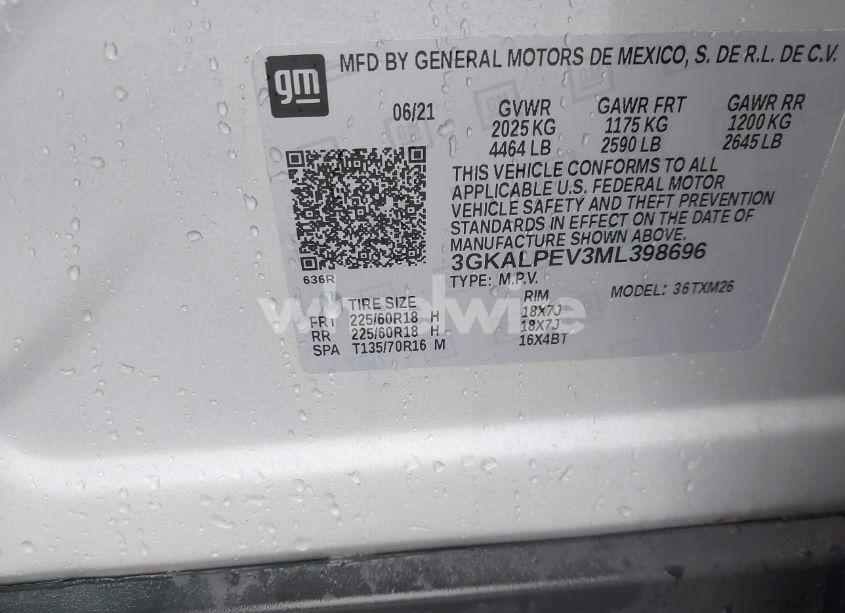 gm
MFD BY GENERAL MOTORS DE MEXICO, S. DE R.L. DE C.V.
06/21 GVWR GAWR FRT GAWR RR
2025 KG 1175 KG 1200 KG
4464 LB 2590 LB 2645 LB
THIS VEHICLE CONFORMS TO ALL
APPLICABLE U.S. FEDERAL MOTOR
VEHICLE SAFETY AND THEFT PREVENTION
STANDARDS IN EFFECT ON THE DATE OF
MANUFACTURE SHOWN ABOVE.
3GKALPEV3ML398696
636R
TYPE: M.P.V. MODEL: 36TXM26
TIRE SIZE RIM
FRT 225/60R18 H 18X7J
RR 225/60R18 H 18X7J
SPA T135/70R16 M 16X4BT
wheelwire